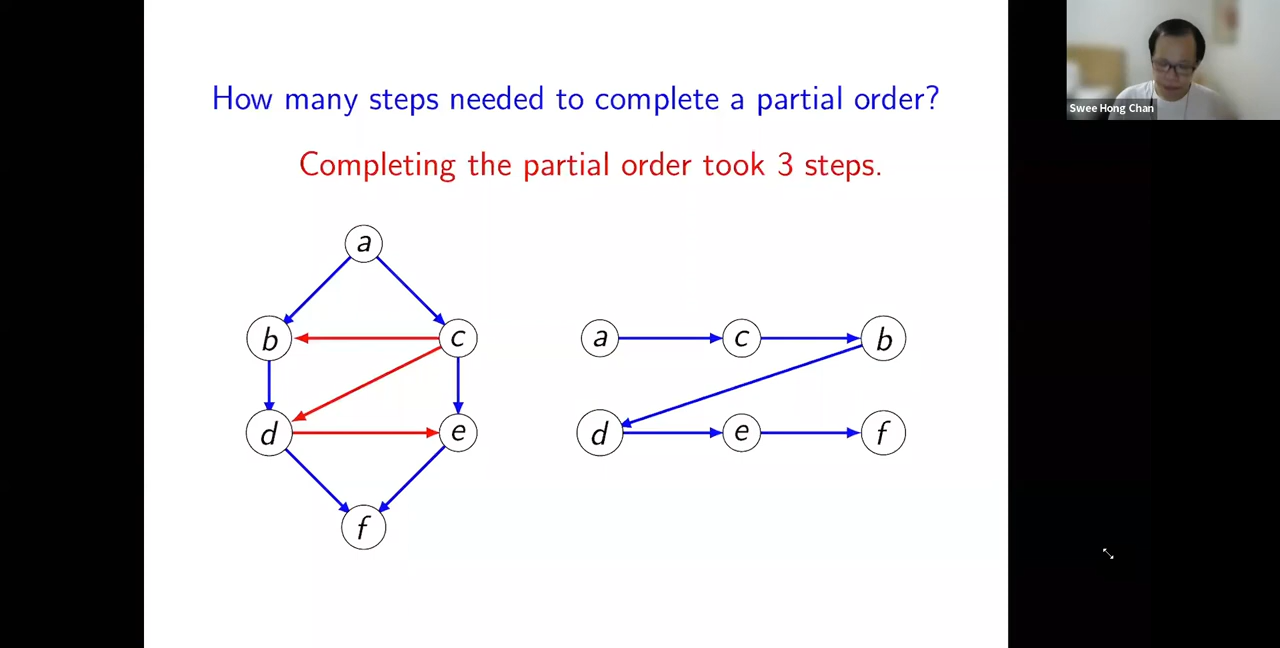 How many steps needed to complete a partial order?
Completing the partial order took 3 steps.
Swee Hong Chan
a
b
c
d
e
f
a
c
b
d
e
f